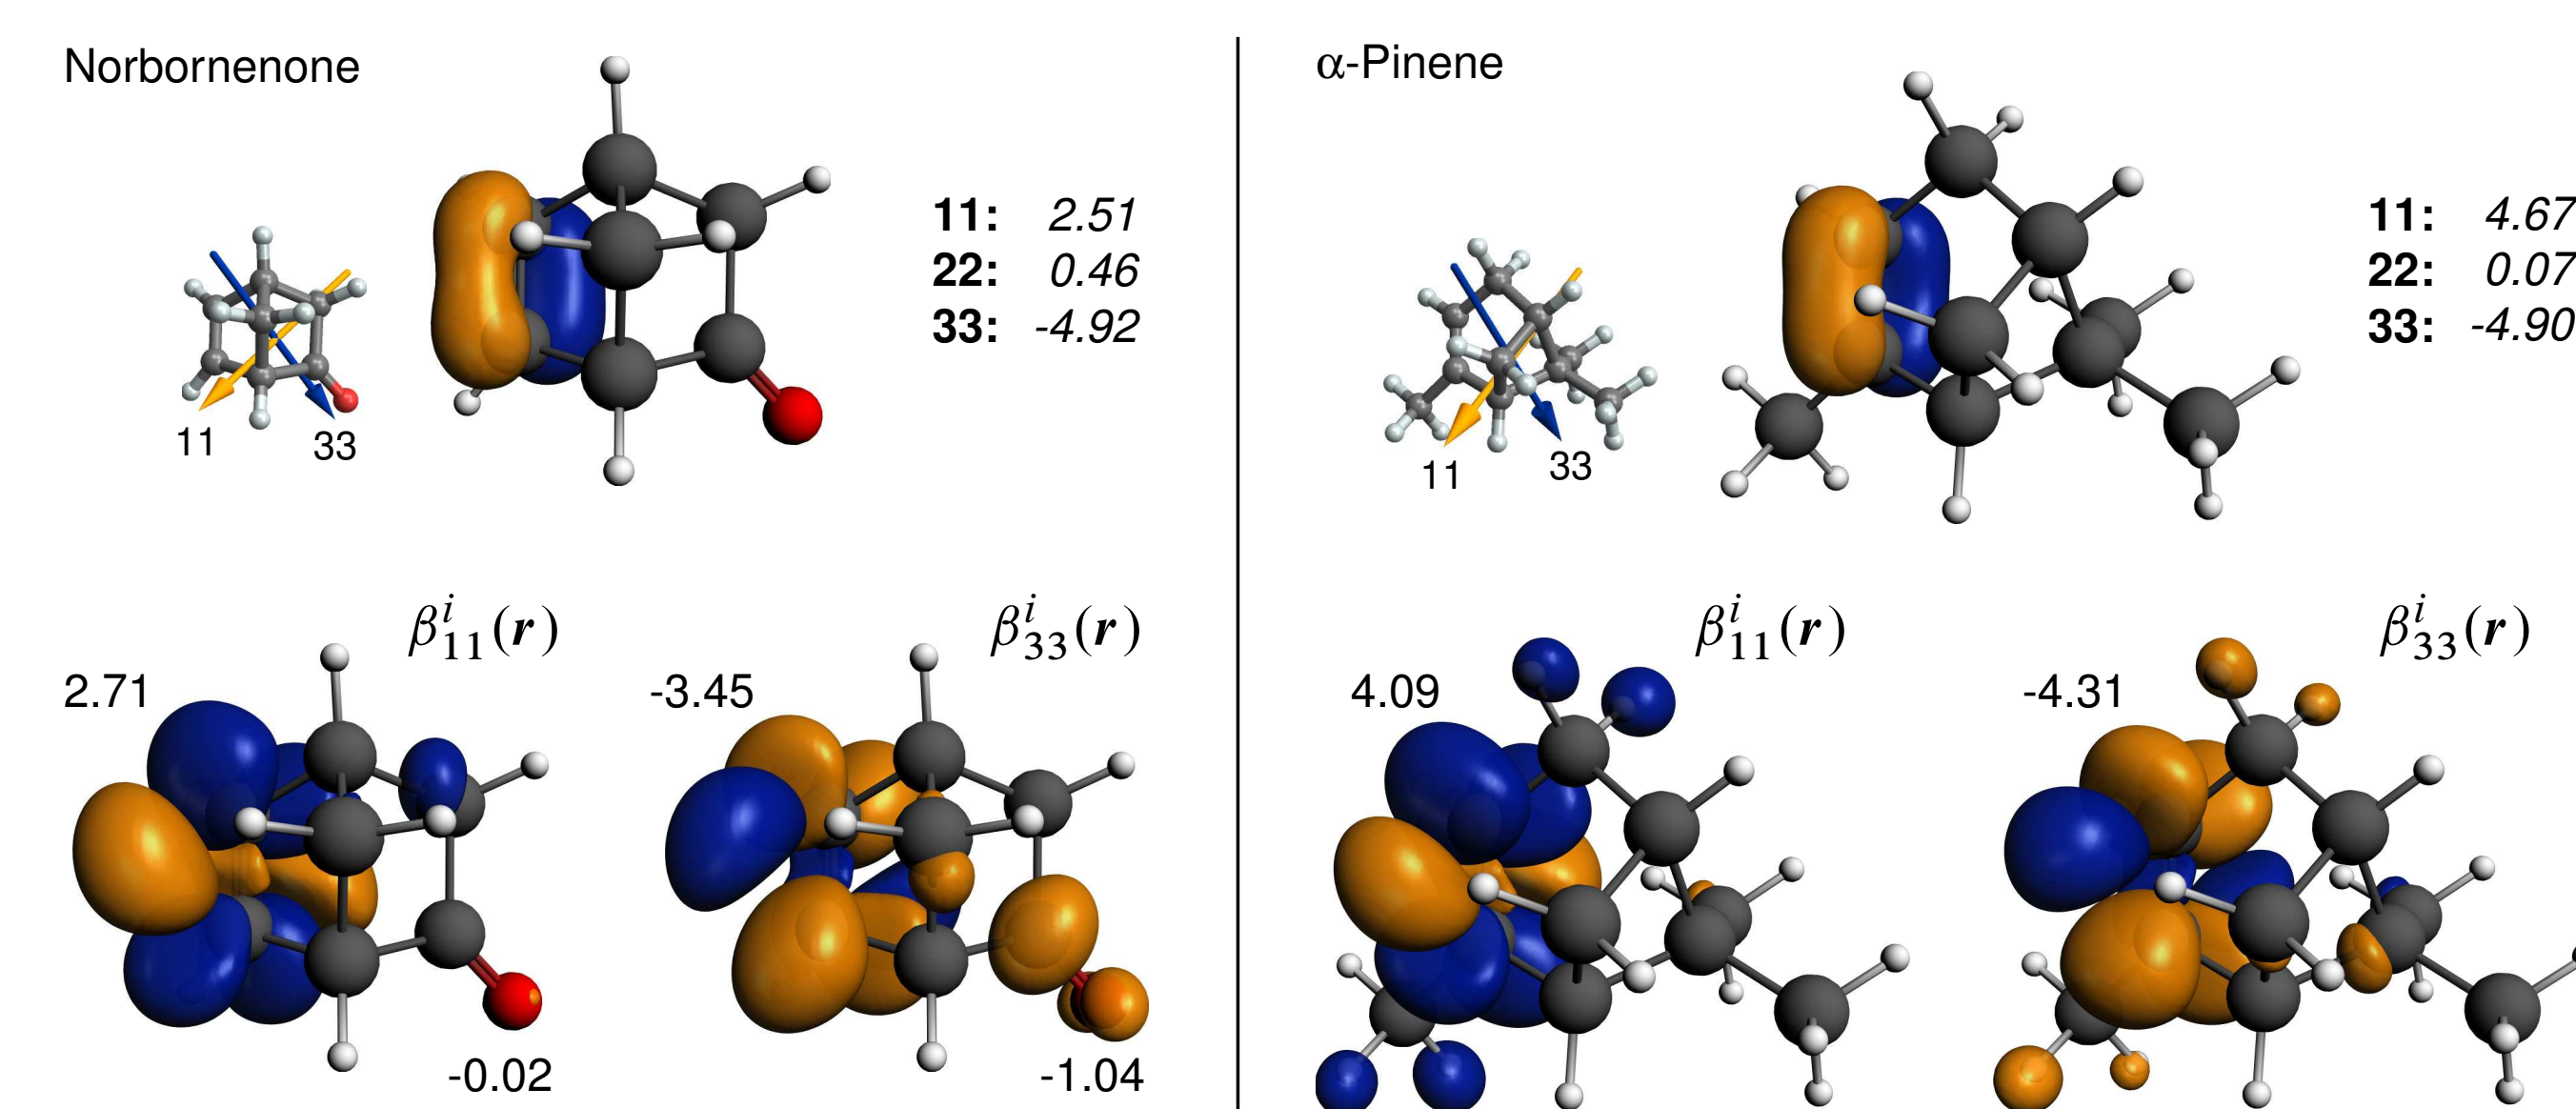 Norbornenone
11: 2.51
22: 0.46
33: -4.92
11
33
β^i_11(r)
β^i_33(r)
2.71
-3.45
-0.02
-1.04
α-Pinene
11: 4.67
22: 0.07
33: -4.90
11
33
β^i_11(r)
β^i_33(r)
4.09
-4.31